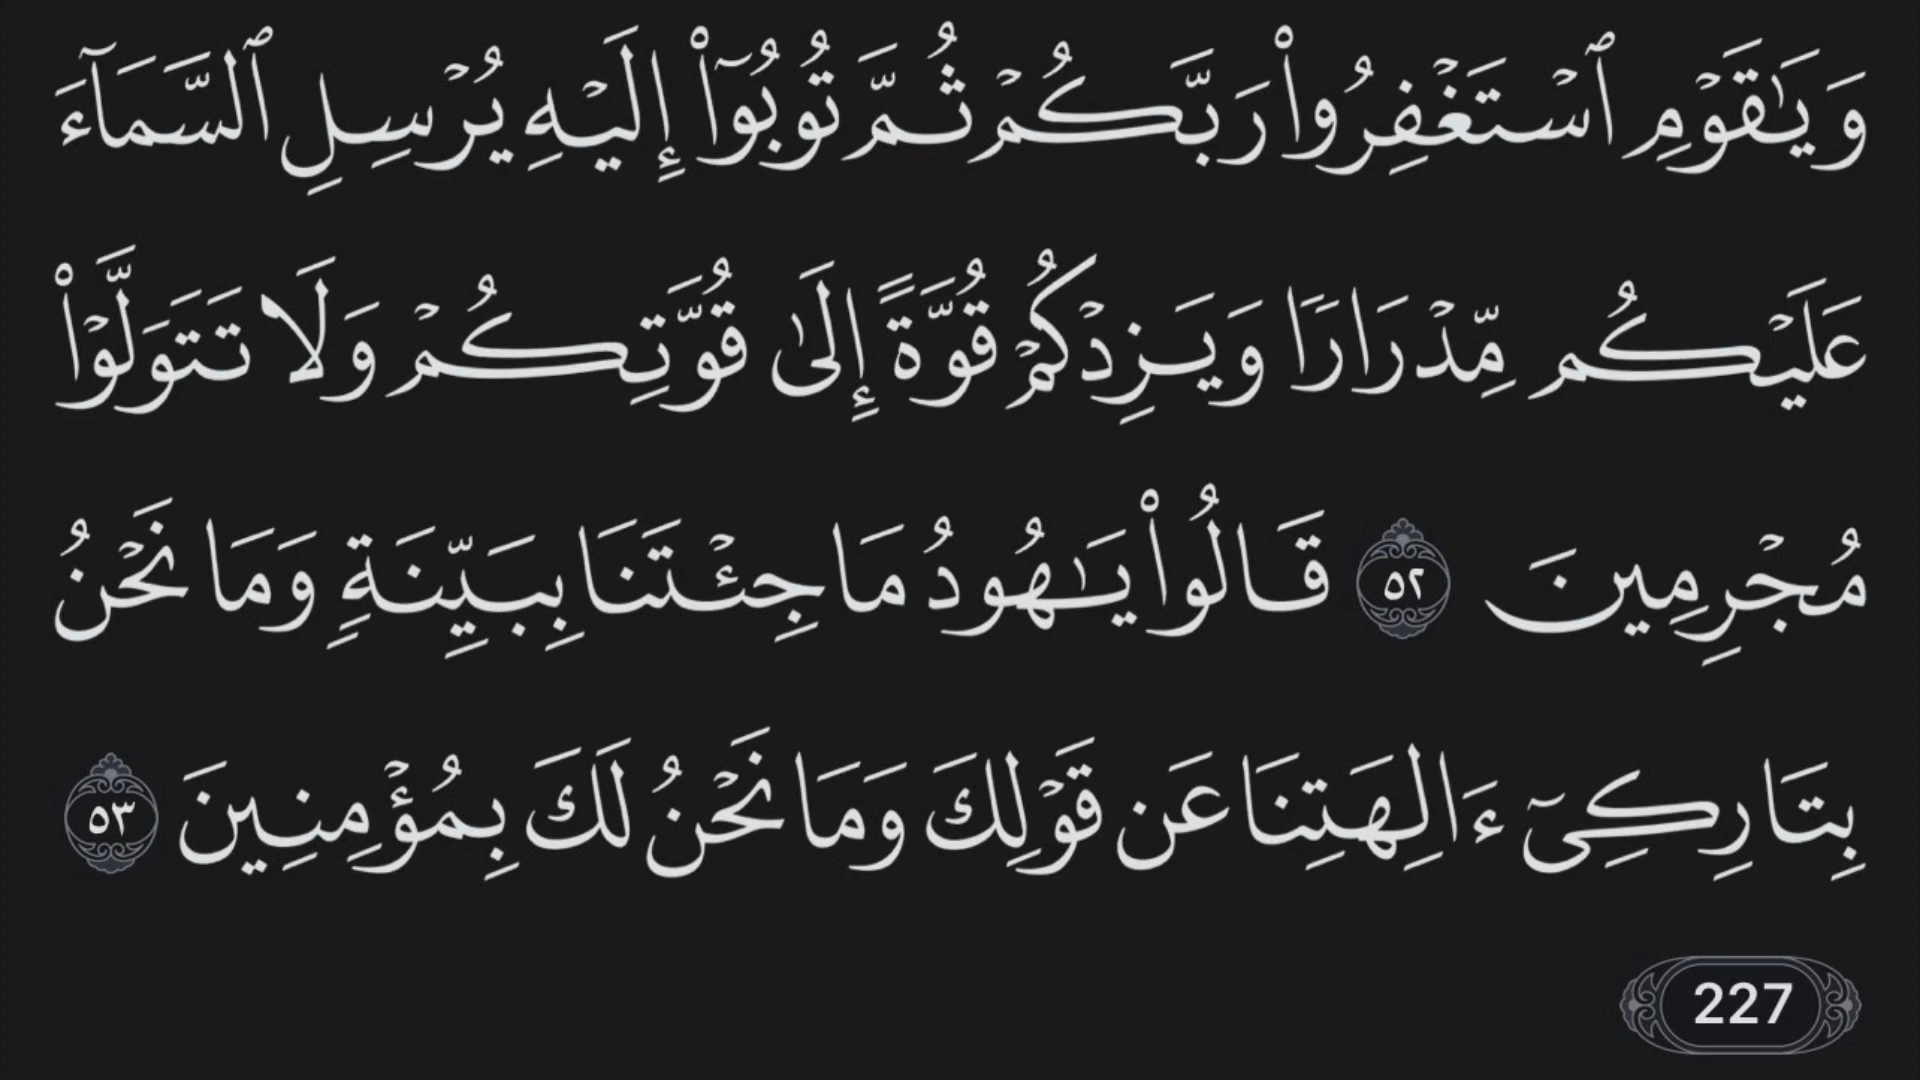 وَيَٰقَوْمِ ٱسْتَغْفِرُوا۟ رَبَّكُمْ ثُمَّ تُوبُوٓا۟ إِلَيْهِ يُرْسِلِ ٱلسَّمَآءَ
عَلَيْكُم مِّدْرَارًا وَيَزِدْكُمْ قُوَّةً إِلَىٰ قُوَّتِكُمْ وَلَا تَتَوَلَّوْا۟
مُجْرِمِينَ ٥٢ قَالُوا۟ يَٰهُودُ مَا جِئْتَنَا بِبَيِّنَةٍ وَمَا نَحْنُ
بِتَارِكِىٓ ءَالِهَتِنَا عَن قَوْلِكَ وَمَا نَحْنُ لَكَ بِمُؤْمِنِينَ ٥٣
227